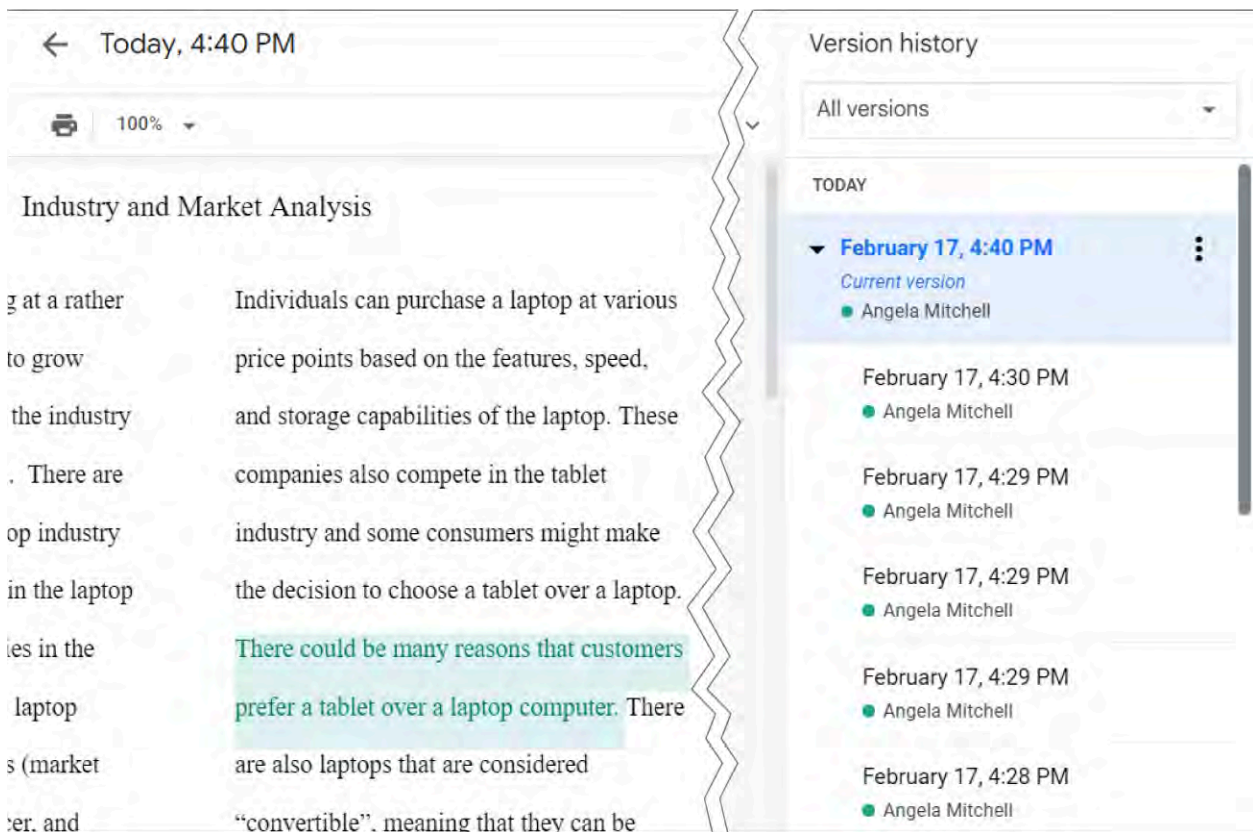 Today, 4:40 PM
100%
Industry and Market Analysis
g at a rather
to grow
the industry
. There are
op industry
in the laptop
ies in the
laptop
s (market
cer, and
Individuals can purchase a laptop at various
price points based on the features, speed,
and storage capabilities of the laptop. These
companies also compete in the tablet
industry and some consumers might make
the decision to choose a tablet over a laptop.
There could be many reasons that customers
prefer a tablet over a laptop computer. There
are also laptops that are considered
“convertible”, meaning that they can be
Version history
All versions
TODAY
February 17, 4:40 PM
Current version
Angela Mitchell
February 17, 4:30 PM
Angela Mitchell
February 17, 4:29 PM
Angela Mitchell
February 17, 4:29 PM
Angela Mitchell
February 17, 4:29 PM
Angela Mitchell
February 17, 4:28 PM
Angela Mitchell